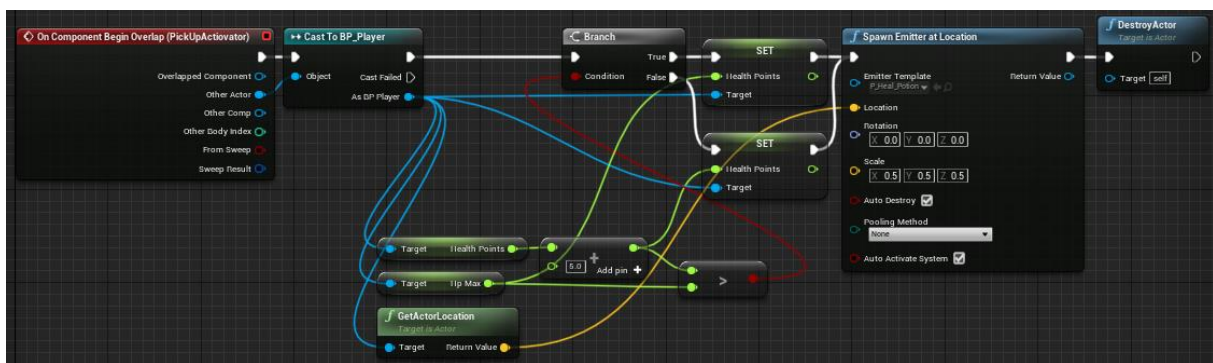 On Component Begin Overlap (PickUpActiovator)
Overlapped Component
Other Actor
Other Comp
Other Body Index
From Sweep
Sweep Result
Cast To BP_Player
Object
Cast Failed
As BP Player
Branch
True
Condition
False
SET
Health Points
Target
SET
Health Points
Target
Target
Health Points
Target
Hp Max
5.0
+
Add pin +
>
f GetActorLocation
Target is Actor
Target
Return Value
f Spawn Emitter at Location
Emitter Template
P_Heal_Potion
Return Value
Location
Rotation
X 0.0 Y 0.0 Z 0.0
Scale
X 0.5 Y 0.5 Z 0.5
Auto Destroy
Pooling Method
None
Auto Activate System
f DestroyActor
Target is Actor
Target self